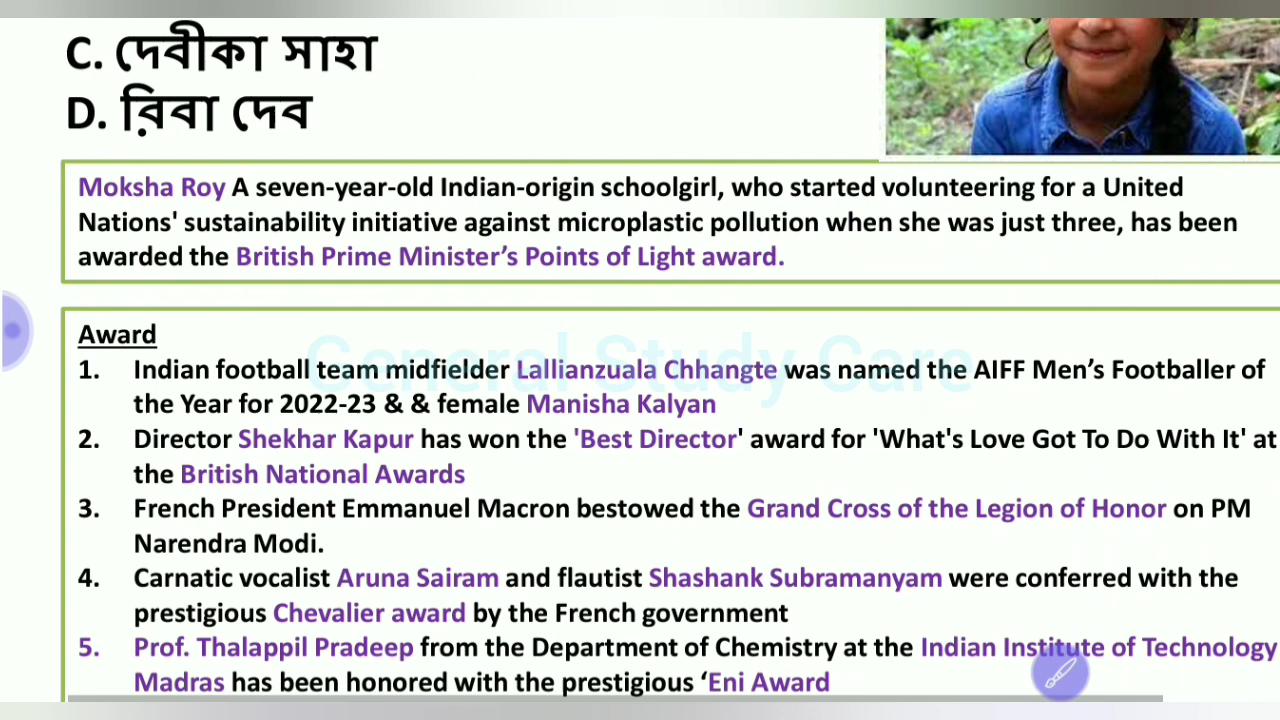 C. দেবীকা সাহা
D. রিবা দেব
Moksha Roy A seven-year-old Indian-origin schoolgirl, who started volunteering for a United
Nations' sustainability initiative against microplastic pollution when she was just three, has been
awarded the British Prime Minister’s Points of Light award.
Award
General Study Care
1. Indian football team midfielder Lallianzuala Chhangte was named the AIFF Men’s Footballer of
the Year for 2022-23 & & female Manisha Kalyan
2. Director Shekhar Kapur has won the 'Best Director' award for 'What's Love Got To Do With It' at
the British National Awards
3. French President Emmanuel Macron bestowed the Grand Cross of the Legion of Honor on PM
Narendra Modi.
4. Carnatic vocalist Aruna Sairam and flautist Shashank Subramanyam were conferred with the
prestigious Chevalier award by the French government
5. Prof. Thalappil Pradeep from the Department of Chemistry at the Indian Institute of Technology
Madras has been honored with the prestigious ‘Eni Award